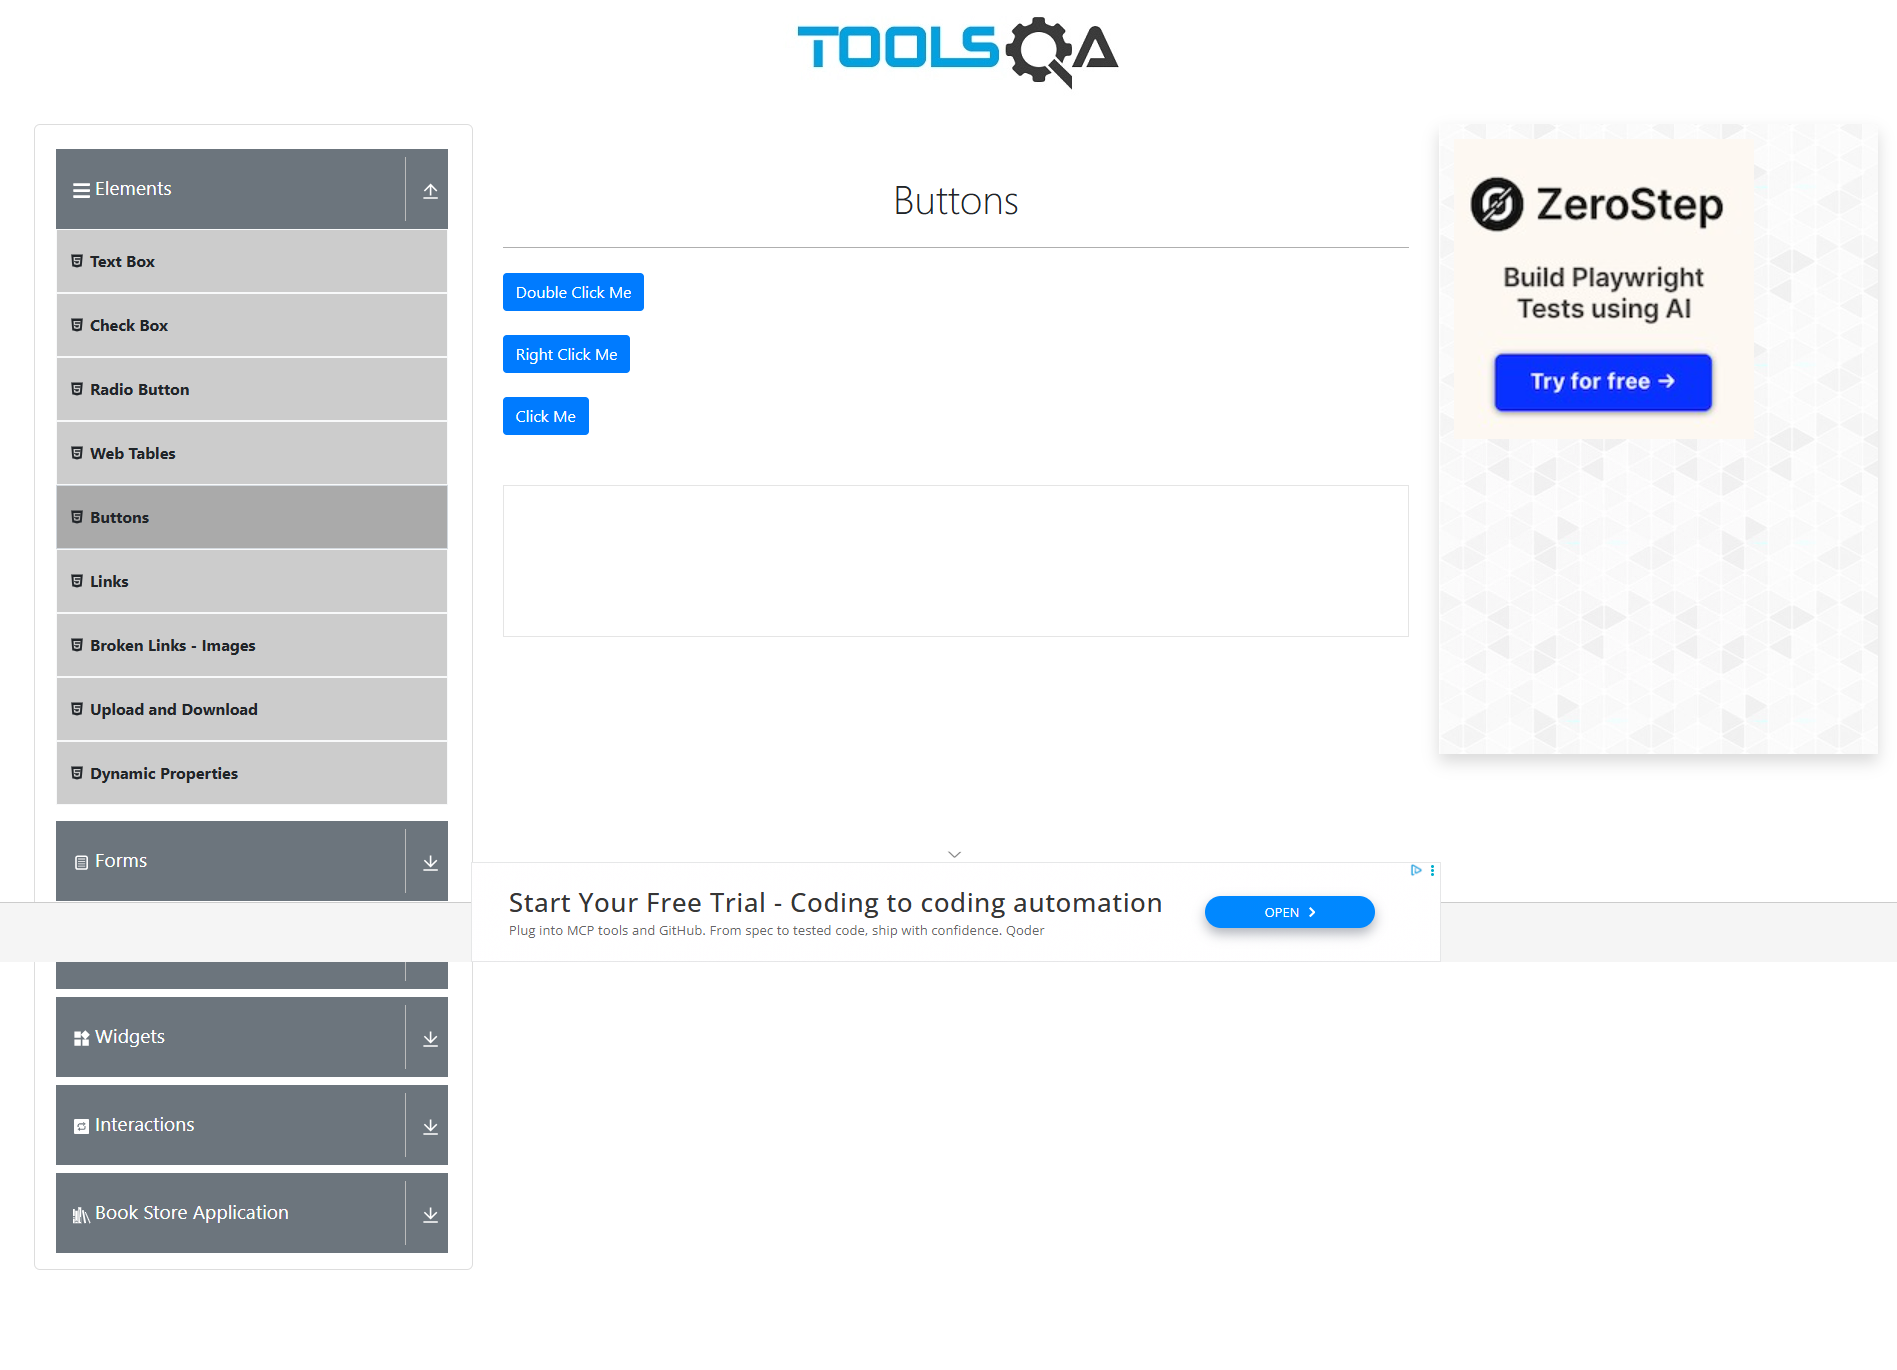 TOOLSQA
Elements
Text Box
Check Box
Radio Button
Web Tables
Buttons
Links
Broken Links - Images
Upload and Download
Dynamic Properties
Forms
Widgets
Interactions
Book Store Application
Buttons
Double Click Me
Right Click Me
Click Me
ZeroStep
Build Playwright
Tests using AI
Try for free →
Start Your Free Trial - Coding to coding automation
Plug into MCP tools and GitHub. From spec to tested code, ship with confidence. Qoder
OPEN